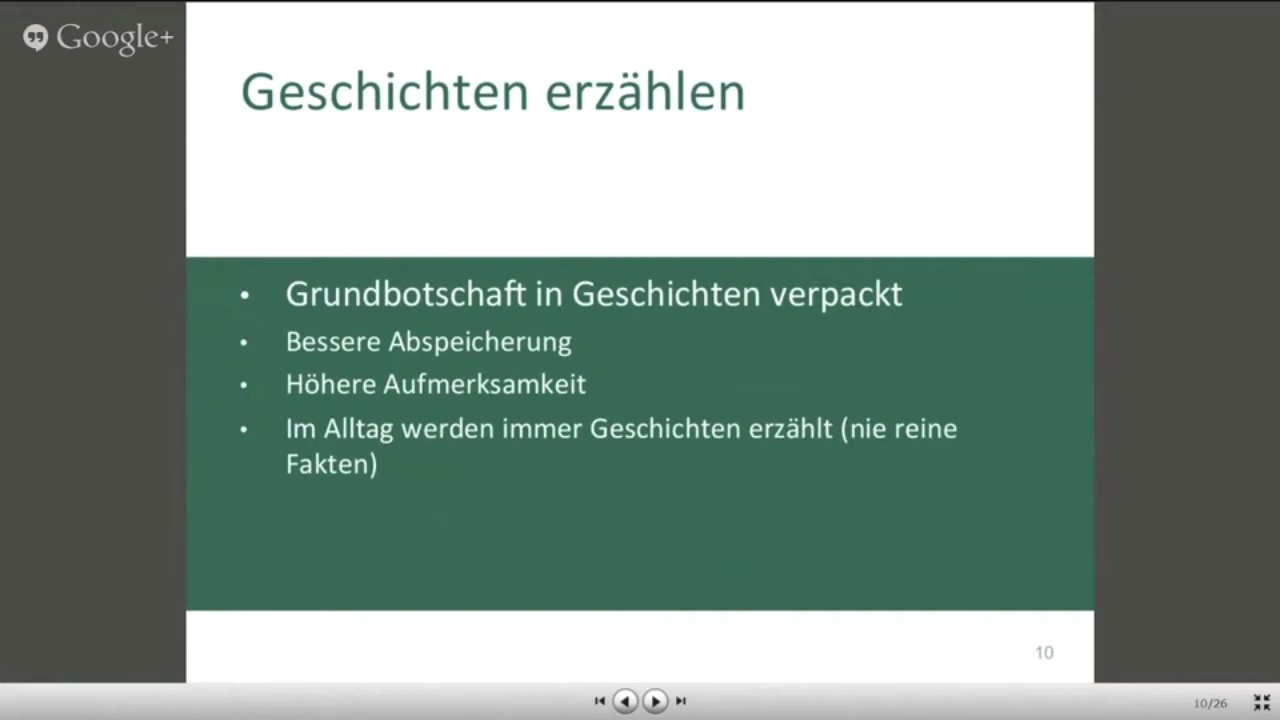 Google+
Geschichten erzählen
• Grundbotschaft in Geschichten verpackt
• Bessere Abspeicherung
• Höhere Aufmerksamkeit
• Im Alltag werden immer Geschichten erzählt (nie reine
Fakten)
10
10/26